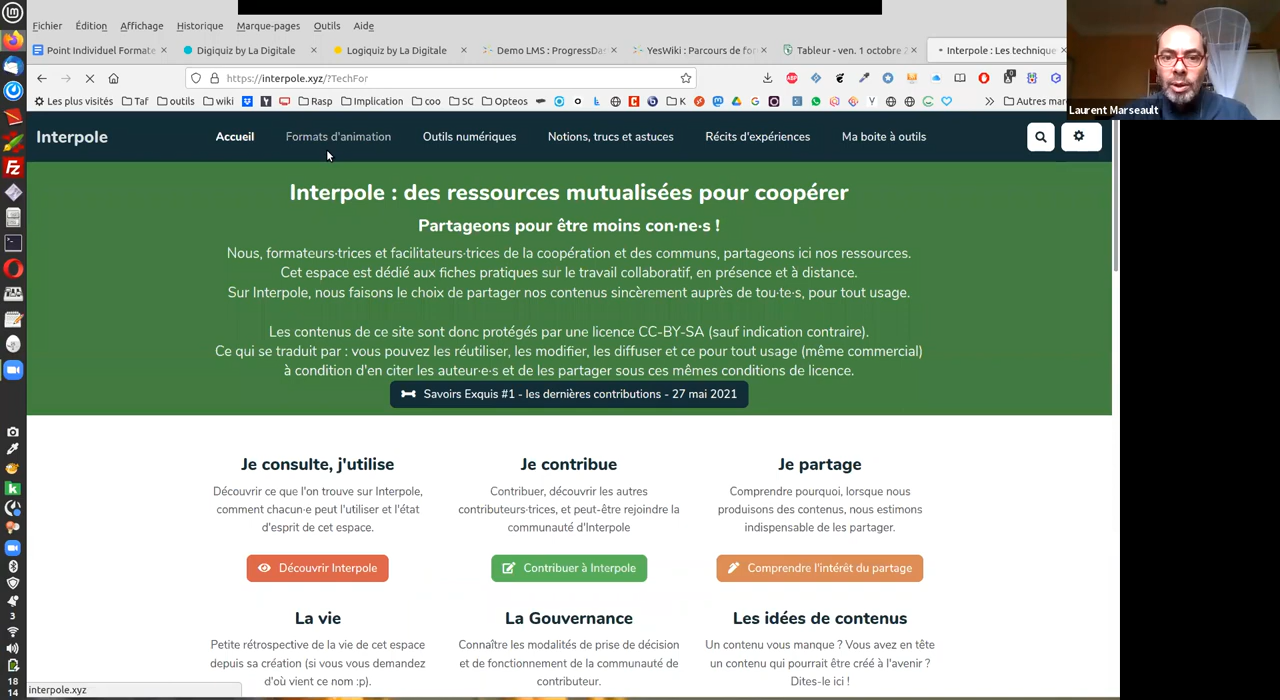 Fichier Édition Affichage Historique Marque-pages Outils Aide
Point Individuel Formate
Digiquiz by La Digitale
Logiquiz by La Digitale
Demo LMS : ProgressDa
YesWiki : Parcours de fo
Tableur - ven. 1 octobre
Interpole : Les technique
https://interpole.xyz/?TechFor
Les plus visités Taf outils wiki Rasp Implication coo SC Opteos K Autres mar
Laurent Marseault
Interpole Accueil Formats d'animation Outils numériques Notions, trucs et astuces Récits d'expériences Ma boite à outils
Interpole : des ressources mutualisées pour coopérer
Partageons pour être moins con·ne·s !
Nous, formateurs·trices et facilitateurs·trices de la coopération et des communs, partageons ici nos ressources.
Cet espace est dédié aux fiches pratiques sur le travail collaboratif, en présence et à distance.
Sur Interpole, nous faisons le choix de partager nos contenus sincèrement auprès de tou·te·s, pour tout usage.
Les contenus de ce site sont donc protégés par une licence CC-BY-SA (sauf indication contraire).
Ce qui se traduit par : vous pouvez les réutiliser, les modifier, les diffuser et ce pour tout usage (même commercial)
à condition d'en citer les auteur·e·s et de les partager sous ces mêmes conditions de licence.
Savoirs Exquis #1 - les dernières contributions - 27 mai 2021
Je consulte, j'utilise
Découvrir ce que l'on trouve sur Interpole,
comment chacun·e peut l'utiliser et l'état
d'esprit de cet espace.
Découvrir Interpole
Je contribue
Contribuer, découvrir les autres
contributeurs·trices, et peut-être rejoindre la
communauté d'Interpole
Contribuer à Interpole
Je partage
Comprendre pourquoi, lorsque nous
produisons des contenus, nous estimons
indispensable de les partager.
Comprendre l'intérêt du partage
La vie
Petite rétrospective de la vie de cet espace
depuis sa création (si vous vous demandez
d'où vient ce nom :p).
La Gouvernance
Connaître les modalités de prise de décision
et de fonctionnement de la communauté de
contributeur.
Les idées de contenus
Un contenu vous manque ? Vous avez en tête
un contenu qui pourrait être créé à l'avenir ?
Dites-le ici !
3
18
14
interpole.xyz